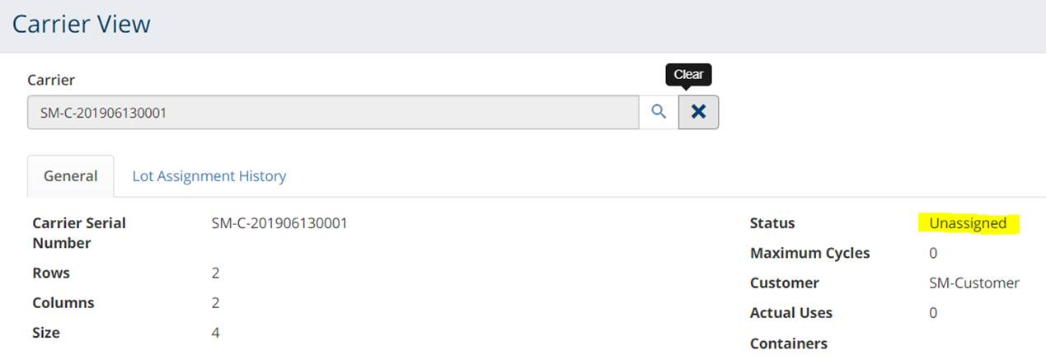 Carrier View
Carrier
Clear
SM-C-201906130001
General
Lot Assignment History
Carrier Serial Number
SM-C-201906130001
Rows
2
Columns
2
Size
4
Status
Unassigned
Maximum Cycles
0
Customer
SM-Customer
Actual Uses
0
Containers